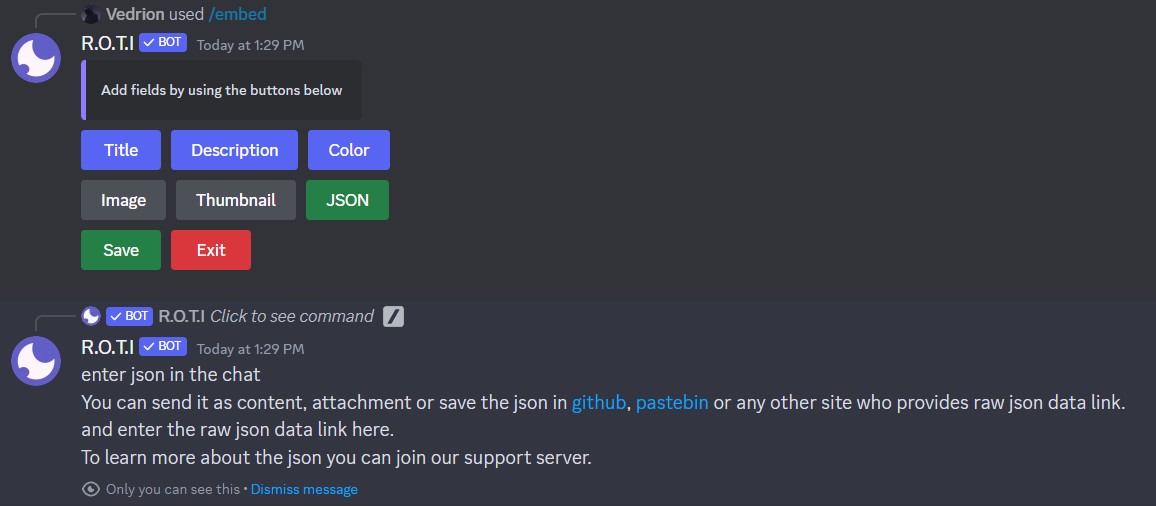 Vedrion used /embed
R.O.T.I BOT Today at 1:29 PM
Add fields by using the buttons below
Title Description Color
Image Thumbnail JSON
Save Exit
BOT R.O.T.I Click to see command
R.O.T.I BOT Today at 1:29 PM
enter json in the chat
You can send it as content, attachment or save the json in github, pastebin or any other site who provides raw json data link.
and enter the raw json data link here.
To learn more about the json you can join our support server.
Only you can see this • Dismiss message